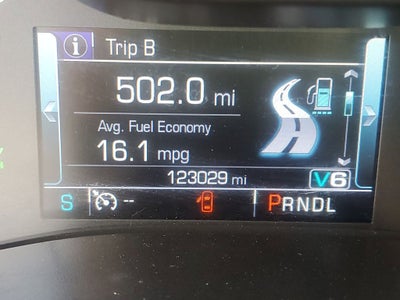 i Trip B
502.0 mi
Avg. Fuel Economy
16.1 mpg
123029 mi V6
S -- PRNDL